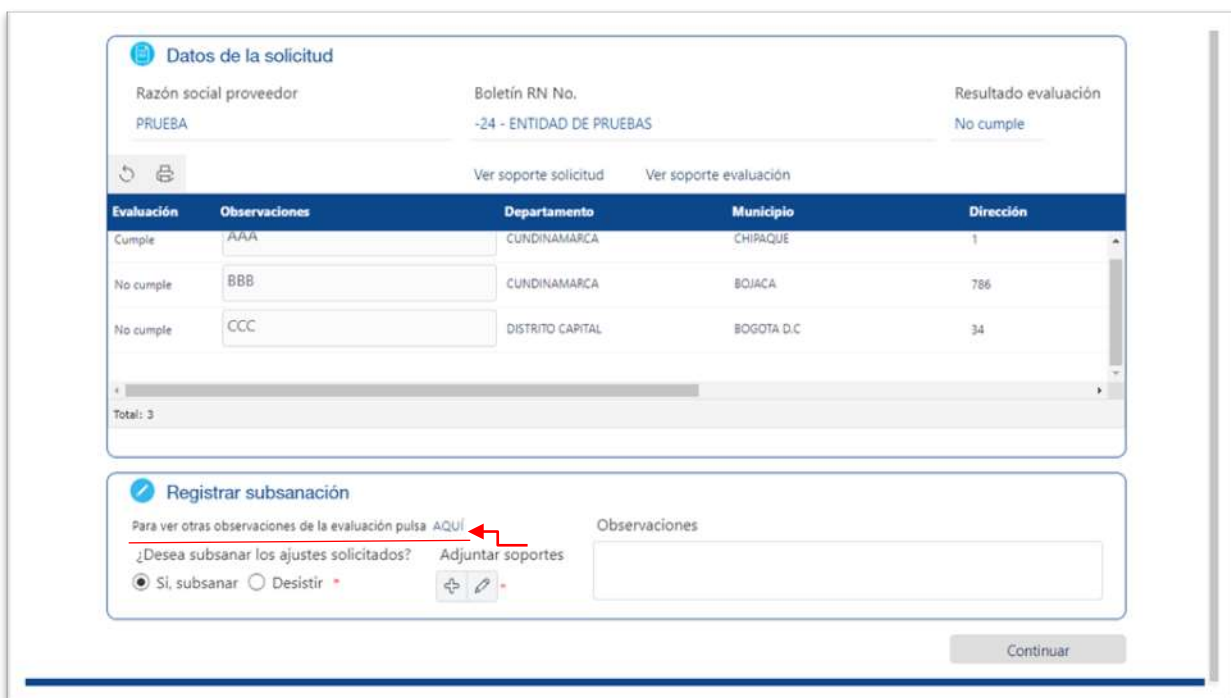 Datos de la solicitud
Razón social proveedor Boletín RN No. Resultado evaluación
PRUEBA -24 - ENTIDAD DE PRUEBAS No cumple
Ver soporte solicitud Ver soporte evaluación
Evaluación Observaciones Departamento Municipio Dirección
Cumple AAA CUNDINAMARCA CHIPAQUE 1
No cumple BBB CUNDINAMARCA BOJACA 786
No cumple CCC DISTRITO CAPITAL BOGOTA D.C 34
Total: 3
Registrar subsanación
Para ver otras observaciones de la evaluación pulsa AQUÍ Observaciones
¿Desea subsanar los ajustes solicitados? Adjuntar soportes
Si, subsanar Desistir * *
Continuar